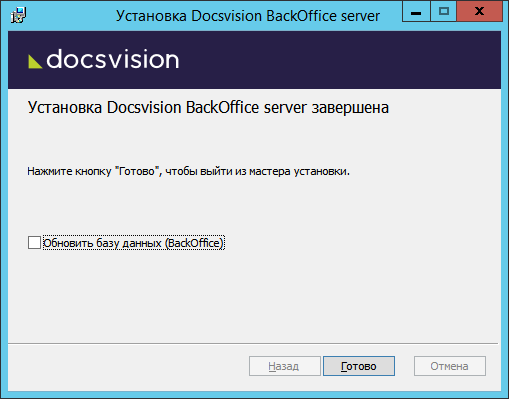 Установка Docsvision BackOffice server
docsvision
Установка Docsvision BackOffice server завершена
Нажмите кнопку "Готово", чтобы выйти из мастера установки.
Обновить базу данных (BackOffice)
Назад Готово Отмена